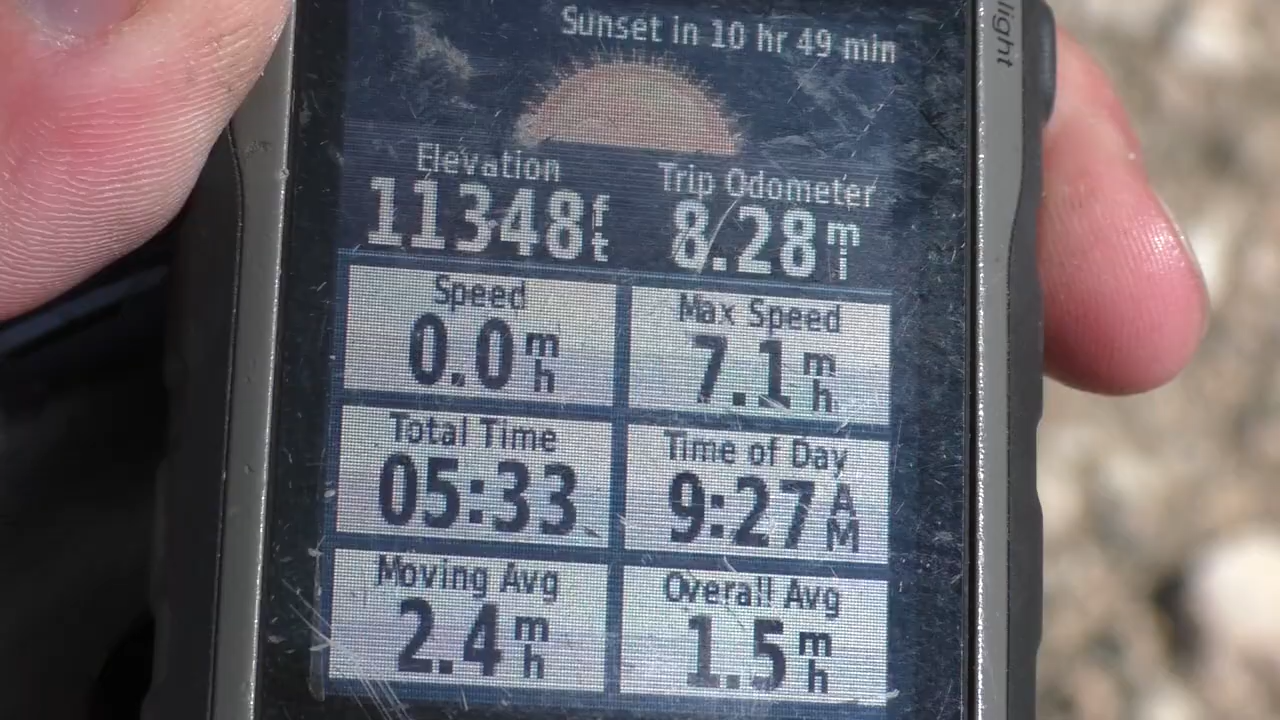 light
Sunset in 10 hr 49 min
Elevation
11348 ft
Trip Odometer
8.28 mi
Speed
0.0 mh
Max Speed
7.1 mh
Total Time
05:33
Time of Day
9:27 AM
Moving Avg
2.4 mh
Overall Avg
1.5 mh